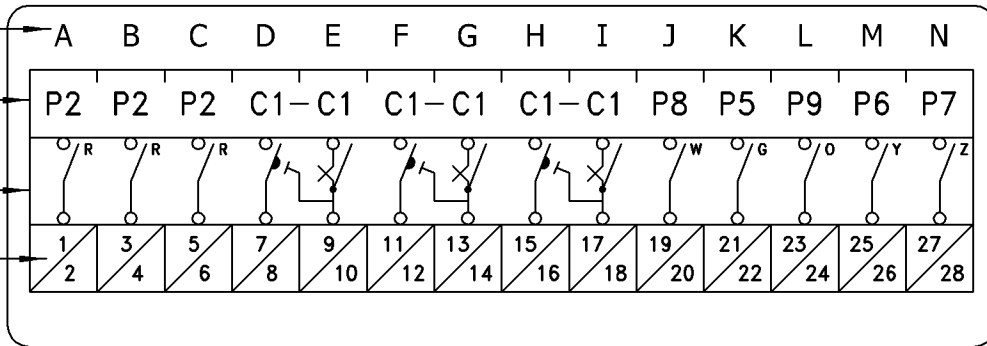 A B C D E F G H I J K L M N
P2 P2 P2 C1-C1 C1-C1 C1-C1 P8 P5 P9 P6 P7
R R R W G O Y Z
1 3 5 7 9 11 13 15 17 19 21 23 25 27
2 4 6 8 10 12 14 16 18 20 22 24 26 28